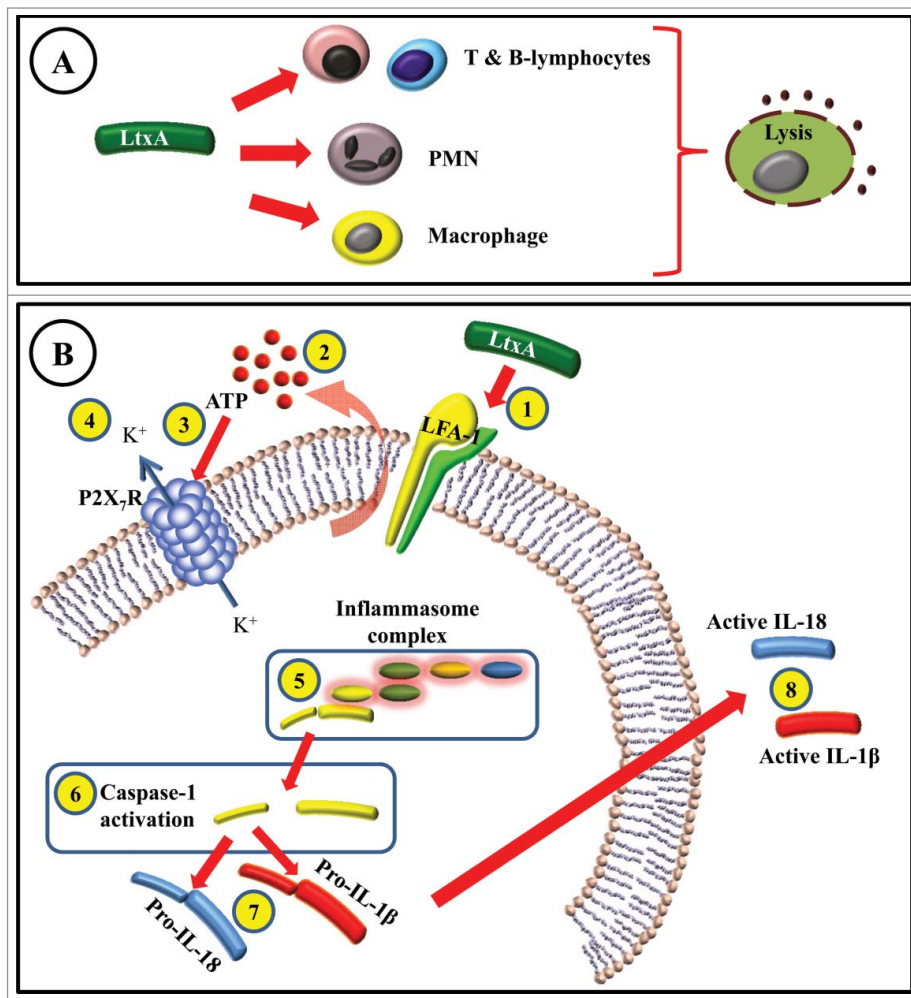 A
LtxA
T & B-lymphocytes
PMN
Macrophage
Lysis
B
LtxA
1
2
ATP
3
4
K⁺
LFA-1
P2X₇R
K⁺
Inflammasome
complex
5
6
Caspase-1
activation
Pro-IL-18
7
Pro-IL-1β
Active IL-18
8
Active IL-1β